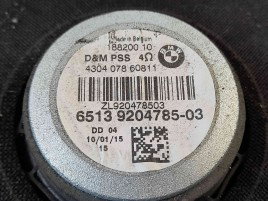 Made in Belgium
188200 10
D&M PSS 4Ω
4304 078 60811
ZL920478503
6513 9204785-03
DD 04
10/01/15
15
BMW